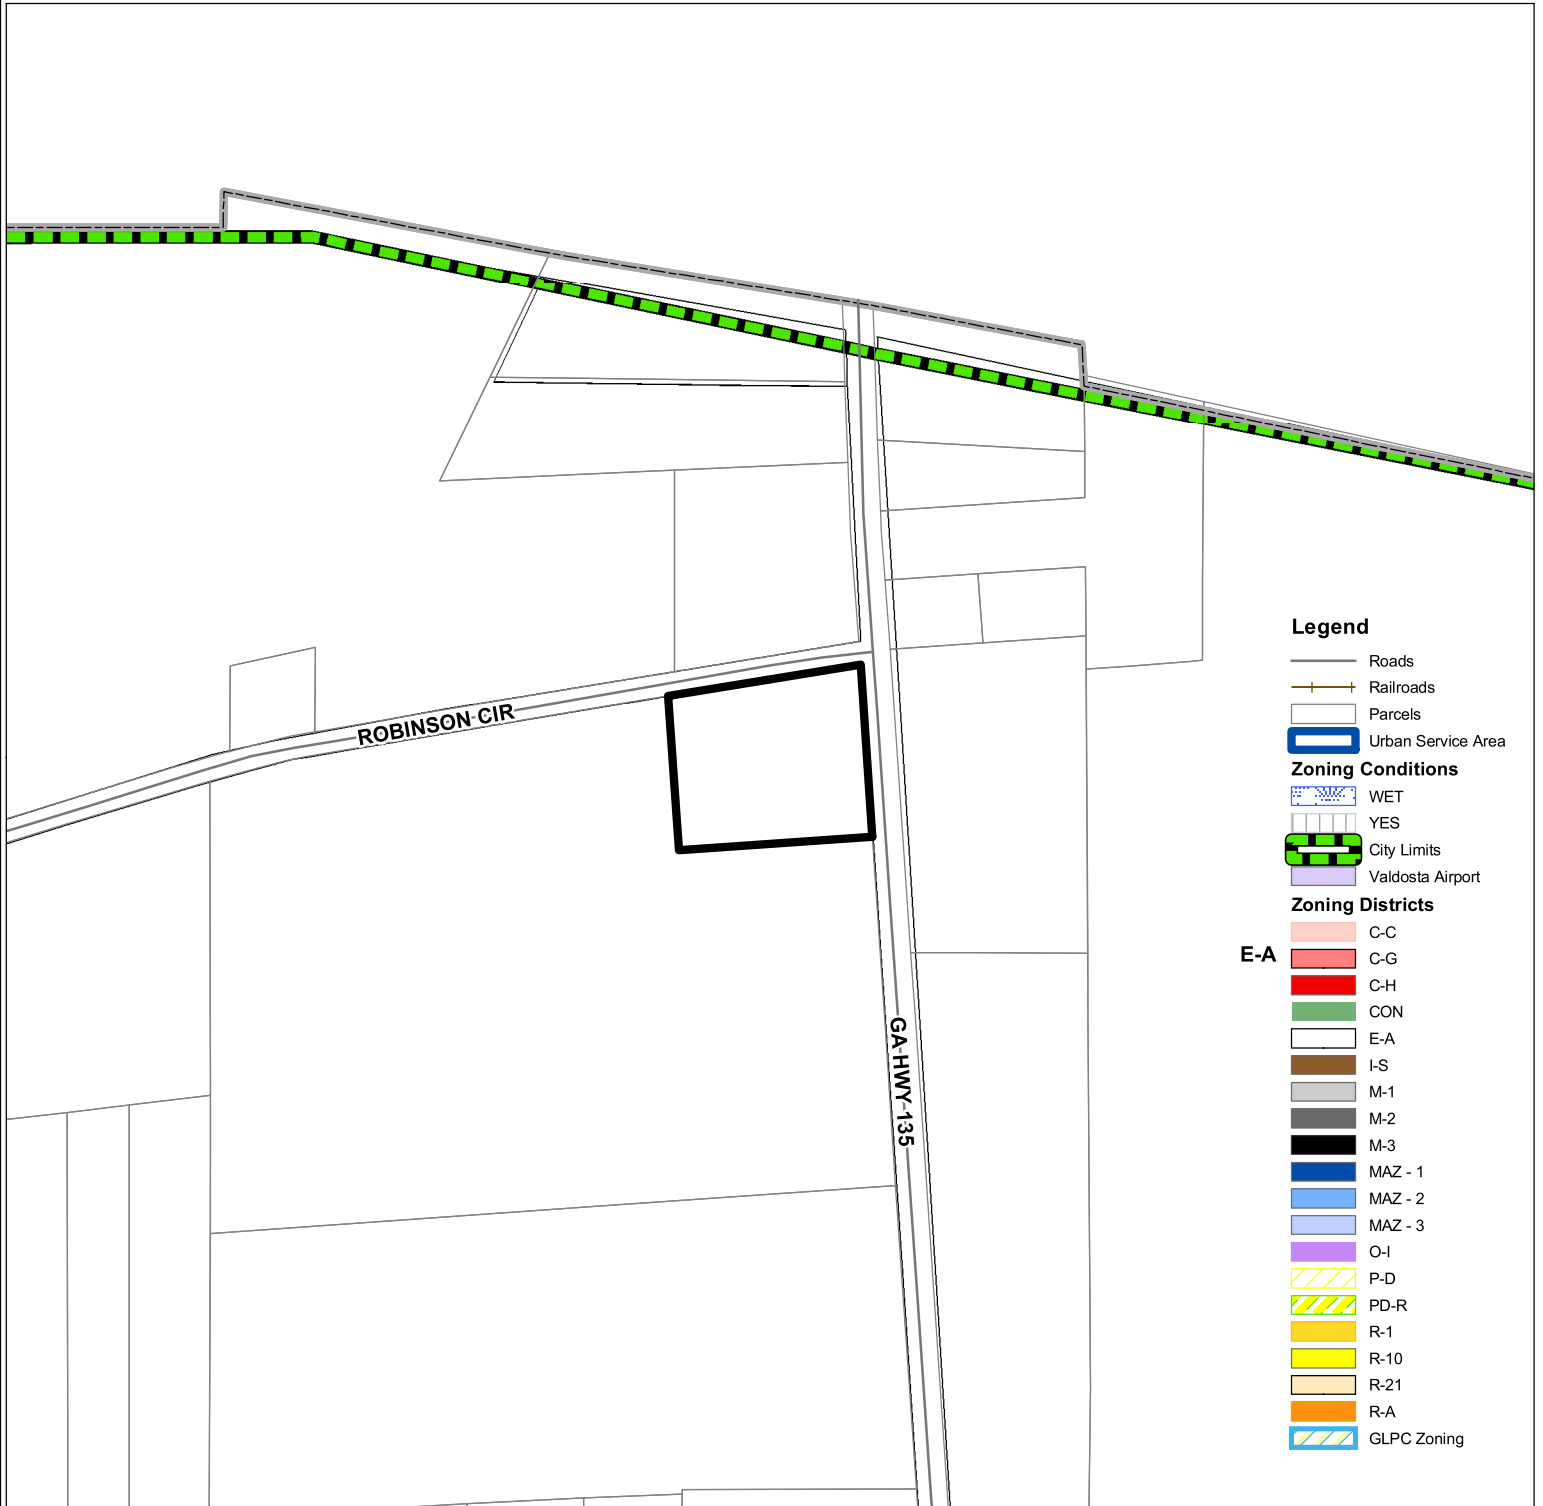 ROBINSON CIR
GA HWY 135
E-A
Legend
Roads
Railroads
Parcels
Urban Service Area
Zoning Conditions
WET
YES
City Limits
Valdosta Airport
Zoning Districts
C-C
C-G
C-H
CON
E-A
I-S
M-1
M-2
M-3
MAZ - 1
MAZ - 2
MAZ - 3
O-I
P-D
PD-R
R-1
R-10
R-21
R-A
GLPC Zoning